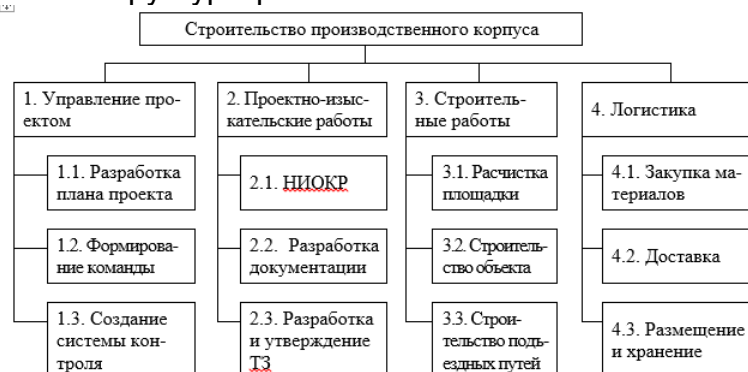 Строительство производственного корпуса
1. Управление про-
ектом
1.1. Разработка
плана проекта
1.2. Формирова-
ние команды
1.3. Создание
системы кон-
троля
2. Проектно-изыс-
кательские работы
2.1. НИОКР
2.2. Разработка
документации
2.3. Разработка
и утверждение
ТЗ
3. Строитель-
ные работы
3.1. Расчистка
площадки
3.2. Строитель-
ство объекта
3.3. Строи-
тельство подъ-
ездных путей
4. Логистика
4.1. Закупка ма-
териалов
4.2. Доставка
4.3. Размещение
и хранение